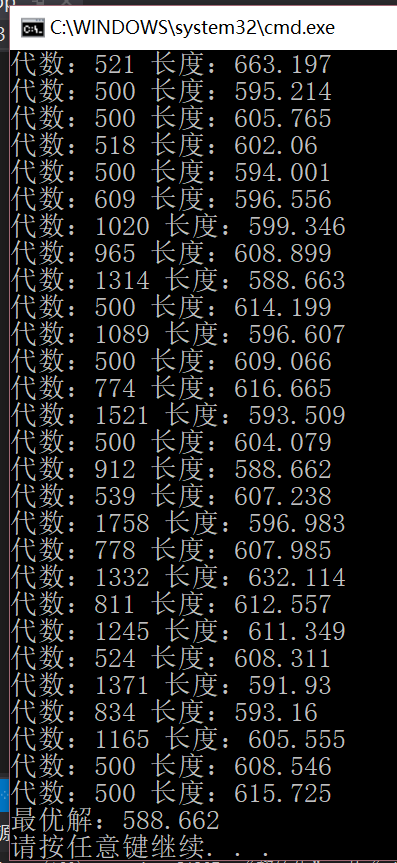 C:\WINDOWS\system32\cmd.exe
代数：521 长度：663.197
代数：500 长度：595.214
代数：500 长度：605.765
代数：518 长度：602.06
代数：500 长度：594.001
代数：609 长度：596.556
代数：1020 长度：599.346
代数：965 长度：608.899
代数：1314 长度：588.663
代数：500 长度：614.199
代数：1089 长度：596.607
代数：500 长度：609.066
代数：774 长度：616.665
代数：1521 长度：593.509
代数：500 长度：604.079
代数：912 长度：588.662
代数：539 长度：607.238
代数：1758 长度：596.983
代数：778 长度：607.985
代数：1332 长度：632.114
代数：811 长度：612.557
代数：1245 长度：611.349
代数：524 长度：608.311
代数：1371 长度：591.93
代数：834 长度：593.16
代数：1165 长度：605.555
代数：500 长度：608.546
代数：500 长度：615.725
最优解：588.662
请按任意键继续. . .